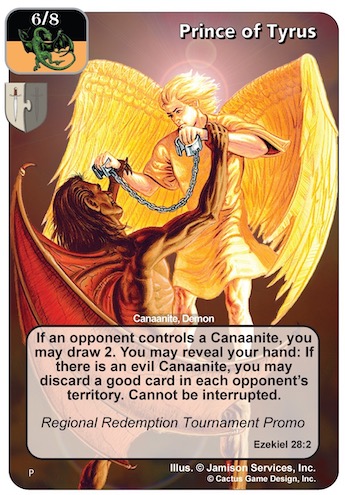 6/8
Prince of Tyrus
Canaanite, Demon
If an opponent controls a Canaanite, you
may draw 2. You may reveal your hand: If
there is an evil Canaanite, you may
discard a good card in each opponent's
territory. Cannot be interrupted.
Regional Redemption Tournament Promo
Ezekiel 28:2
P
Illus. © Jamison Services, Inc.
© Cactus Game Design, Inc.